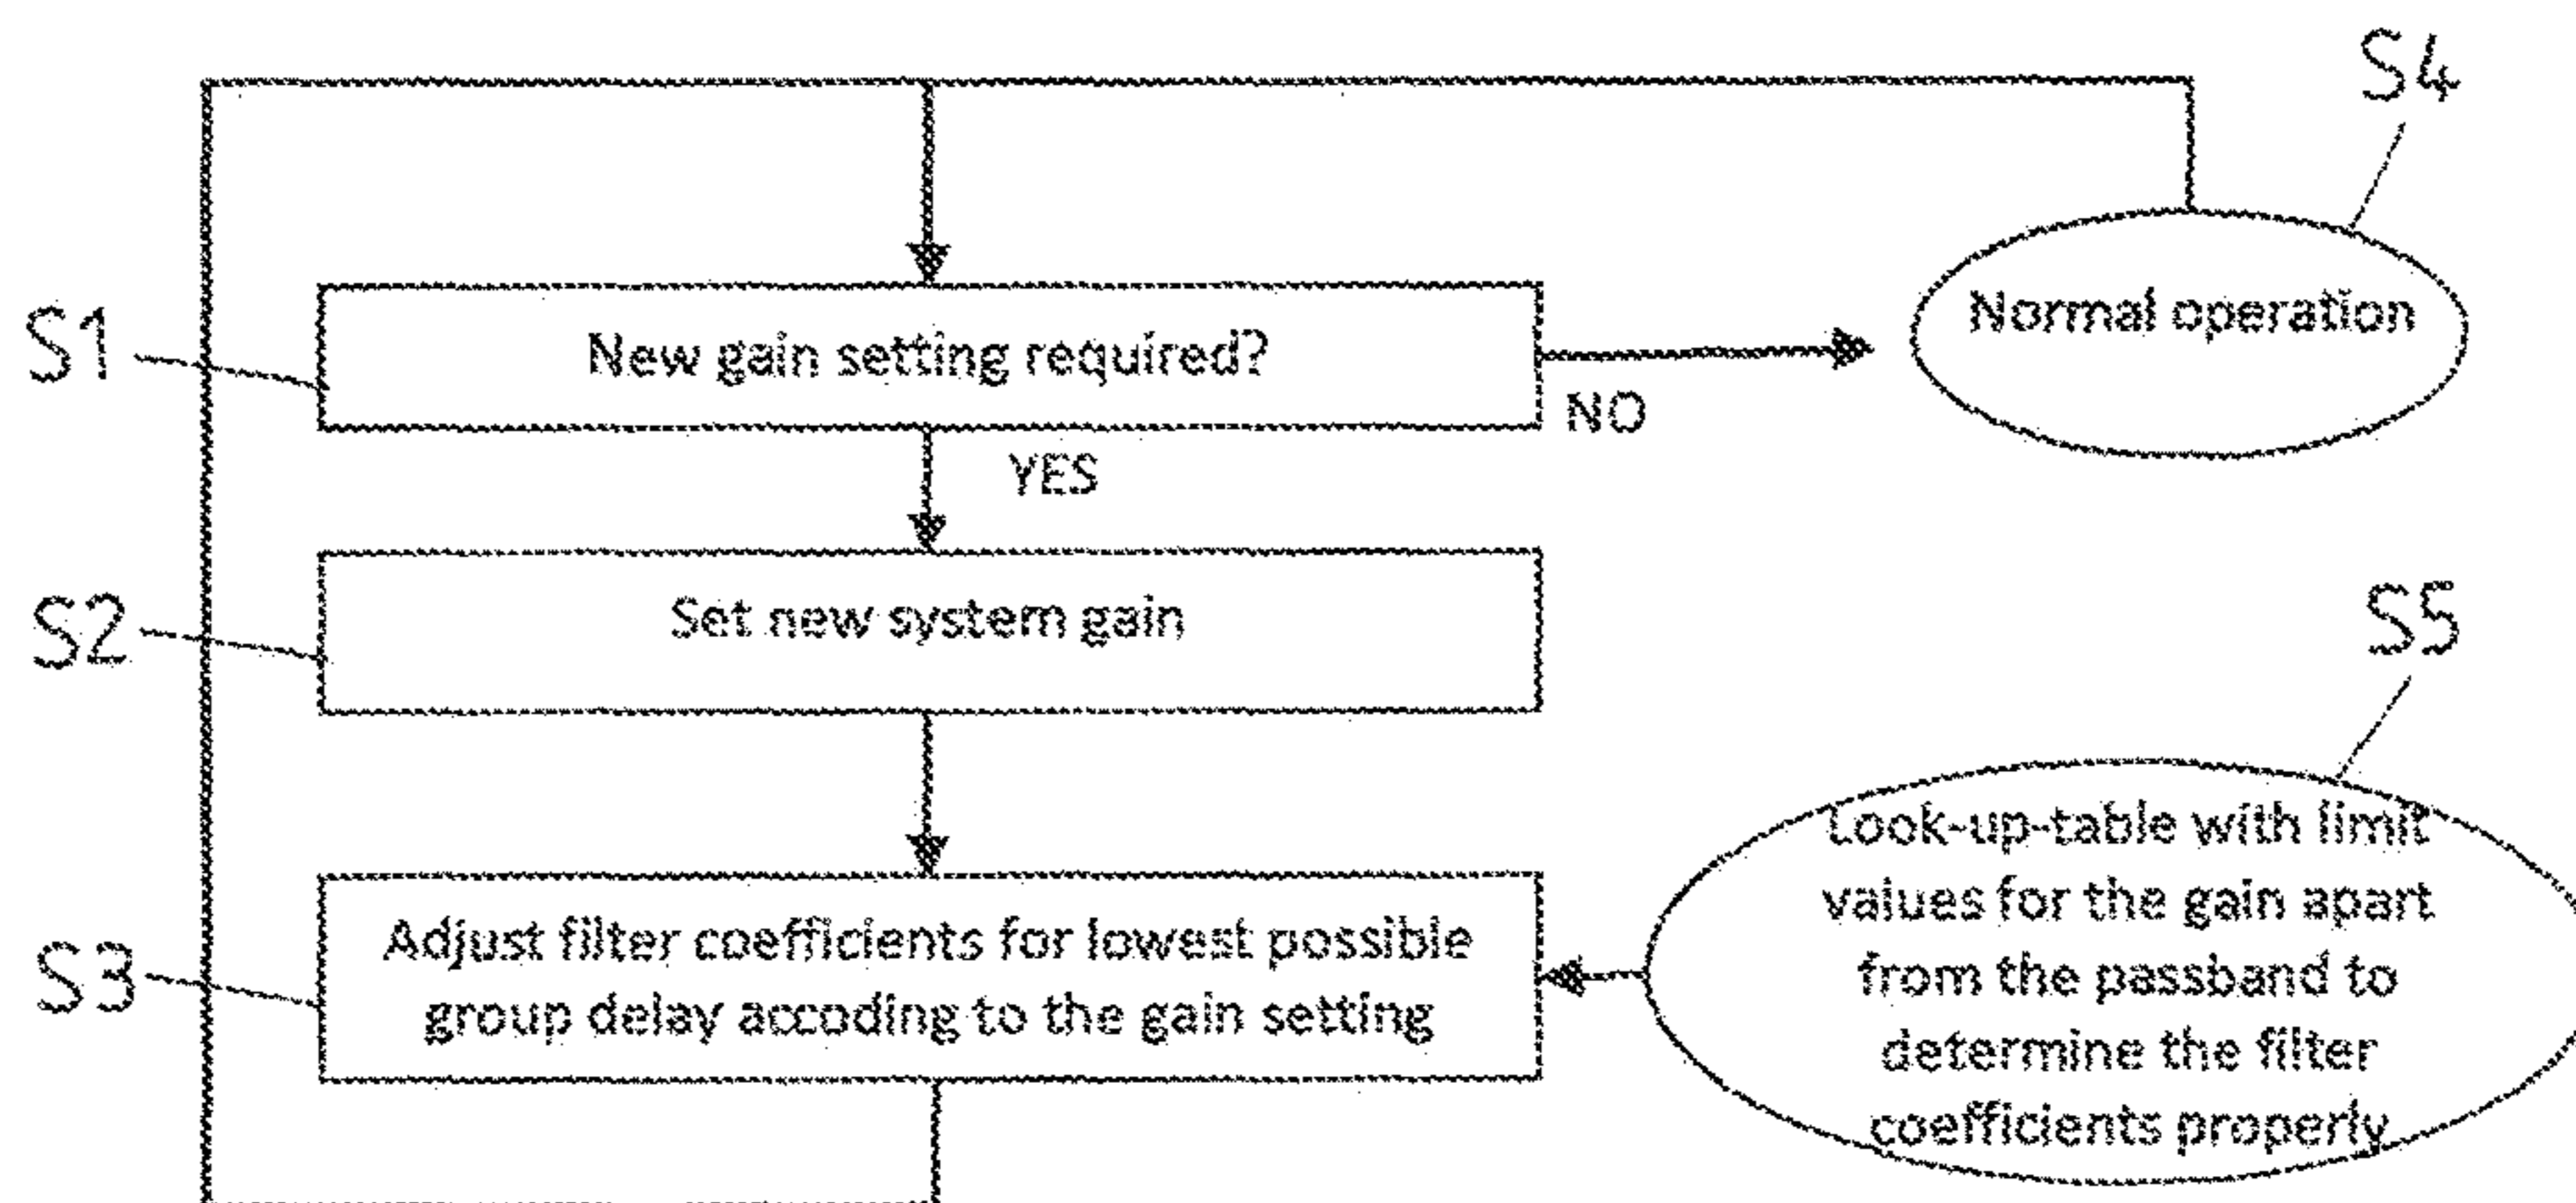 S4
S1
New gain setting required?
Normal operation
NO
YES
S2
Set new system gain
S5
S3
Adjust filter coefficients for lowest possible
group delay accoding to the gain setting
Look-up-table with limit
values for the gain apart
from the passband to
determine the filter
coefficients properly